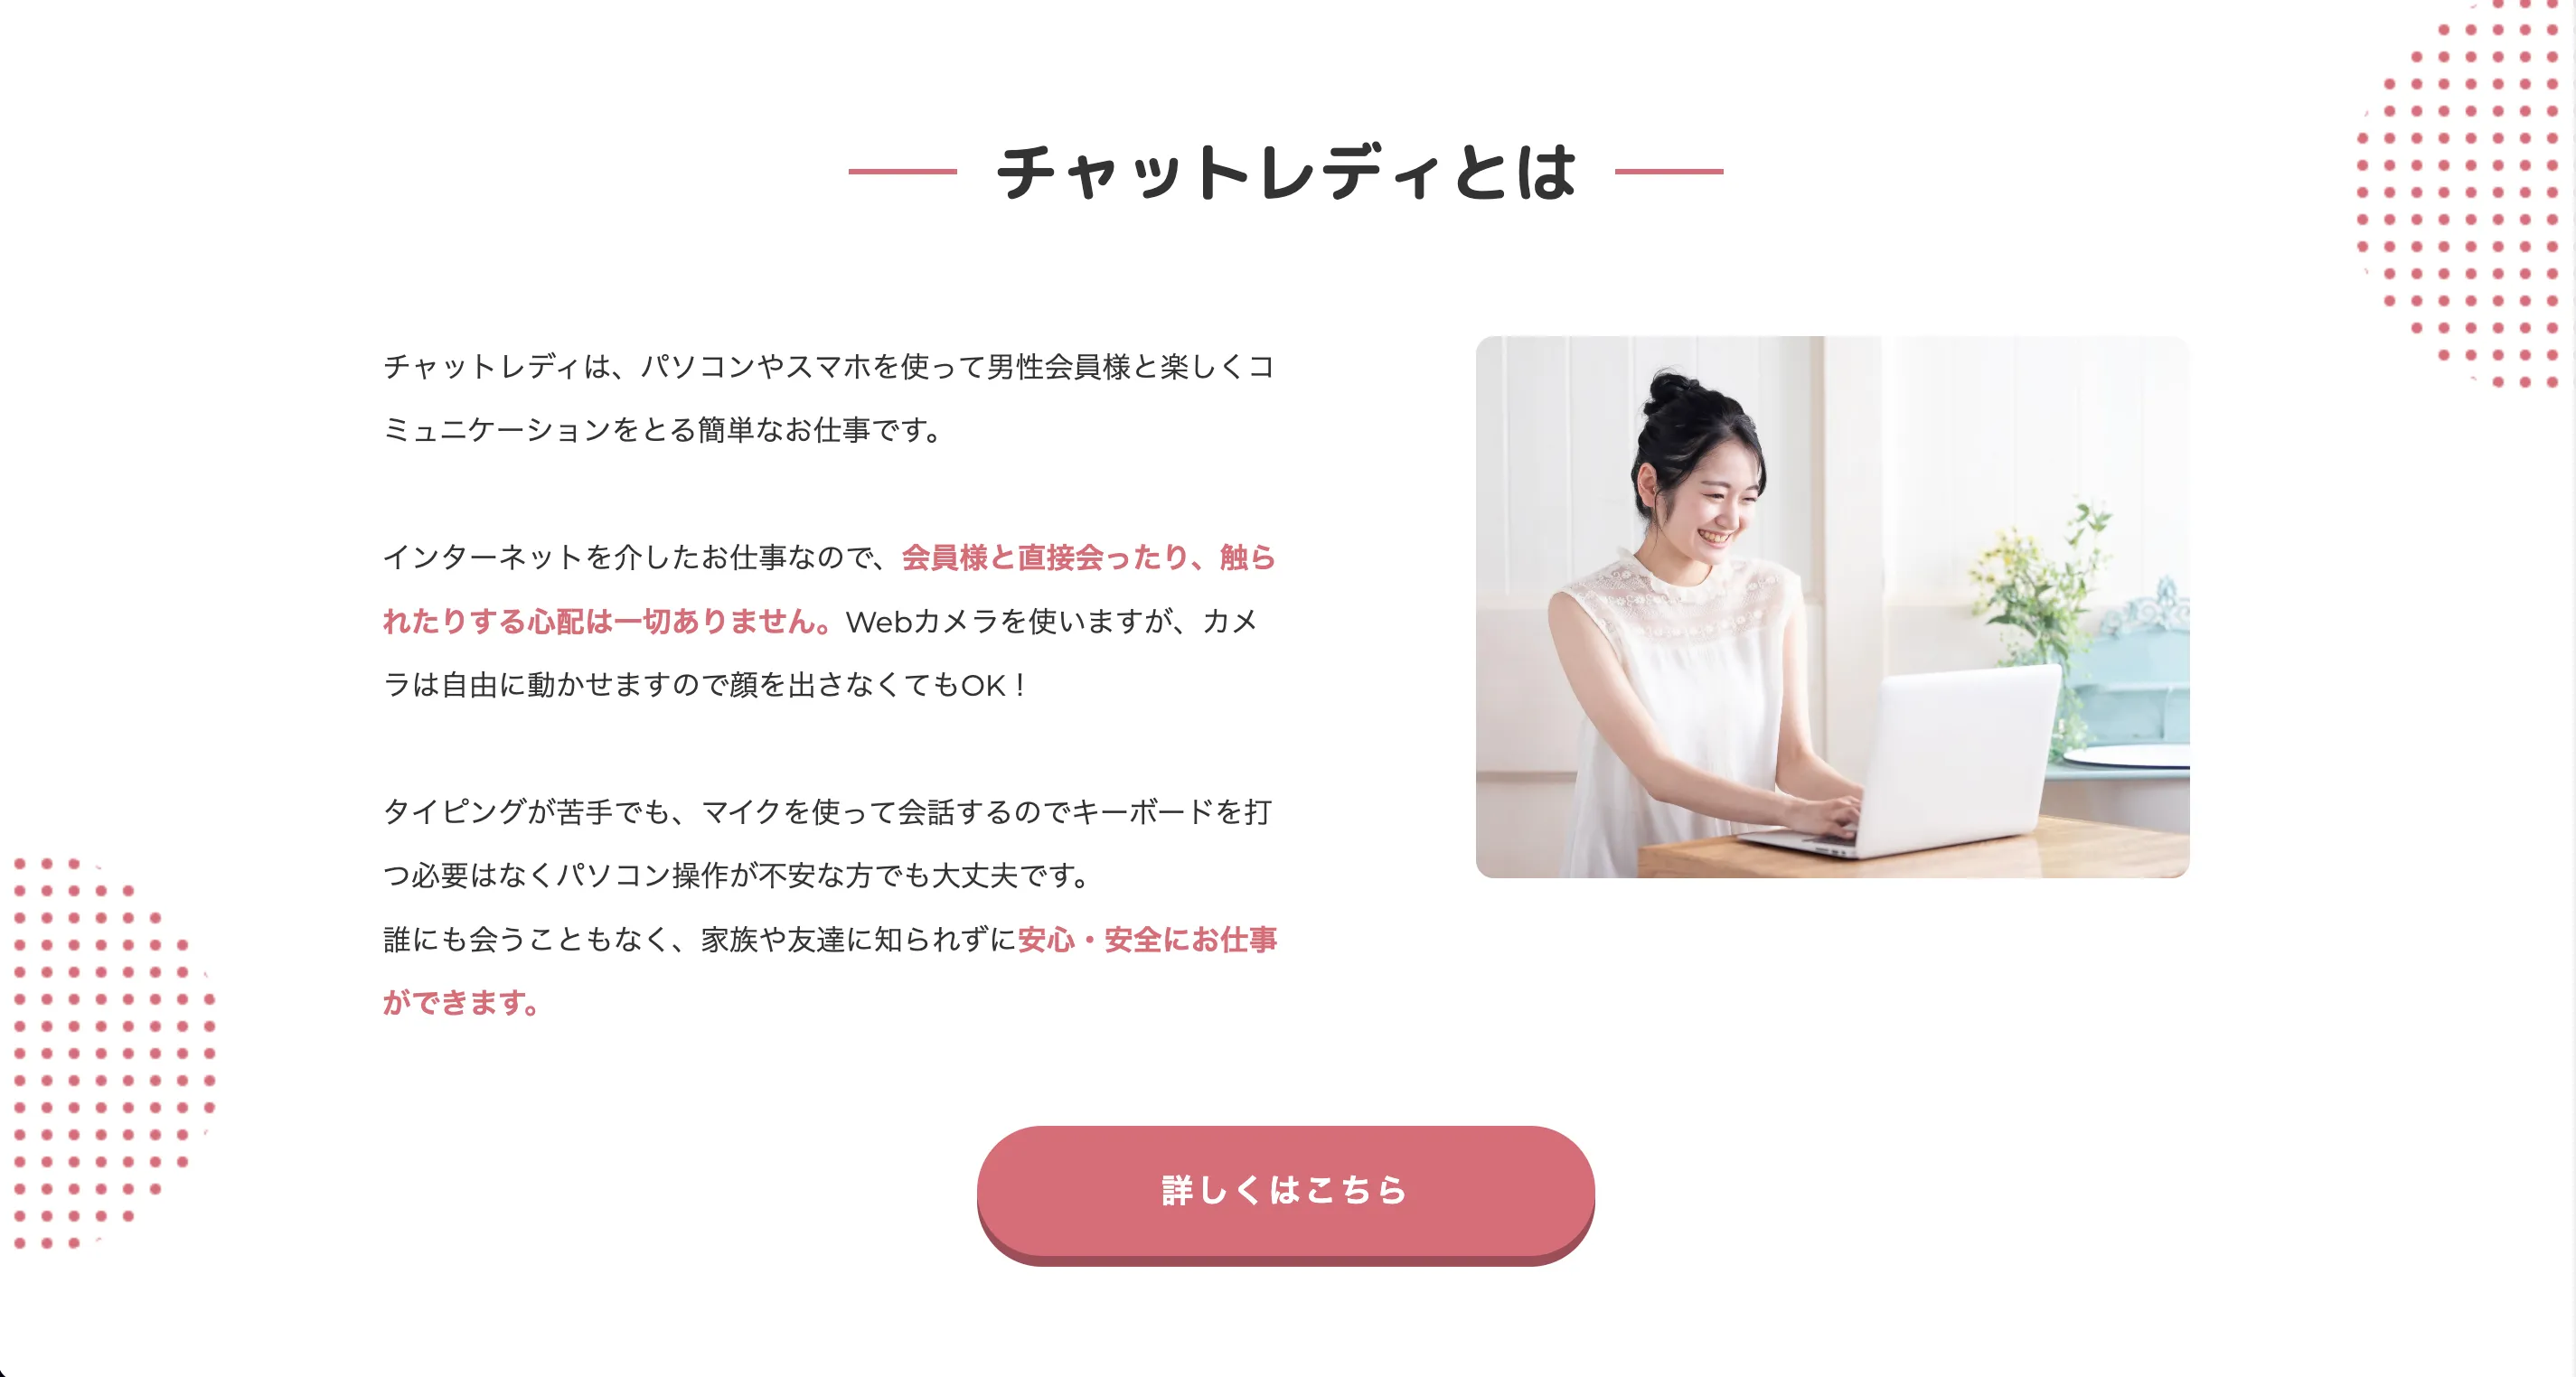 チャットレディとは
チャットレディは、パソコンやスマホを使って男性会員様と楽しくコ
ミュニケーションをとる簡単なお仕事です。
インターネットを介したお仕事なので、会員様と直接会ったり、触ら
れたりする心配は一切ありません。Webカメラを使いますが、カメ
ラは自由に動かせますので顔を出さなくてもOK！
タイピングが苦手でも、マイクを使って会話するのでキーボードを打
つ必要はなくパソコン操作が不安な方でも大丈夫です。
誰にも会うこともなく、家族や友達に知られずに安心・安全にお仕事
ができます。
詳しくはこちら